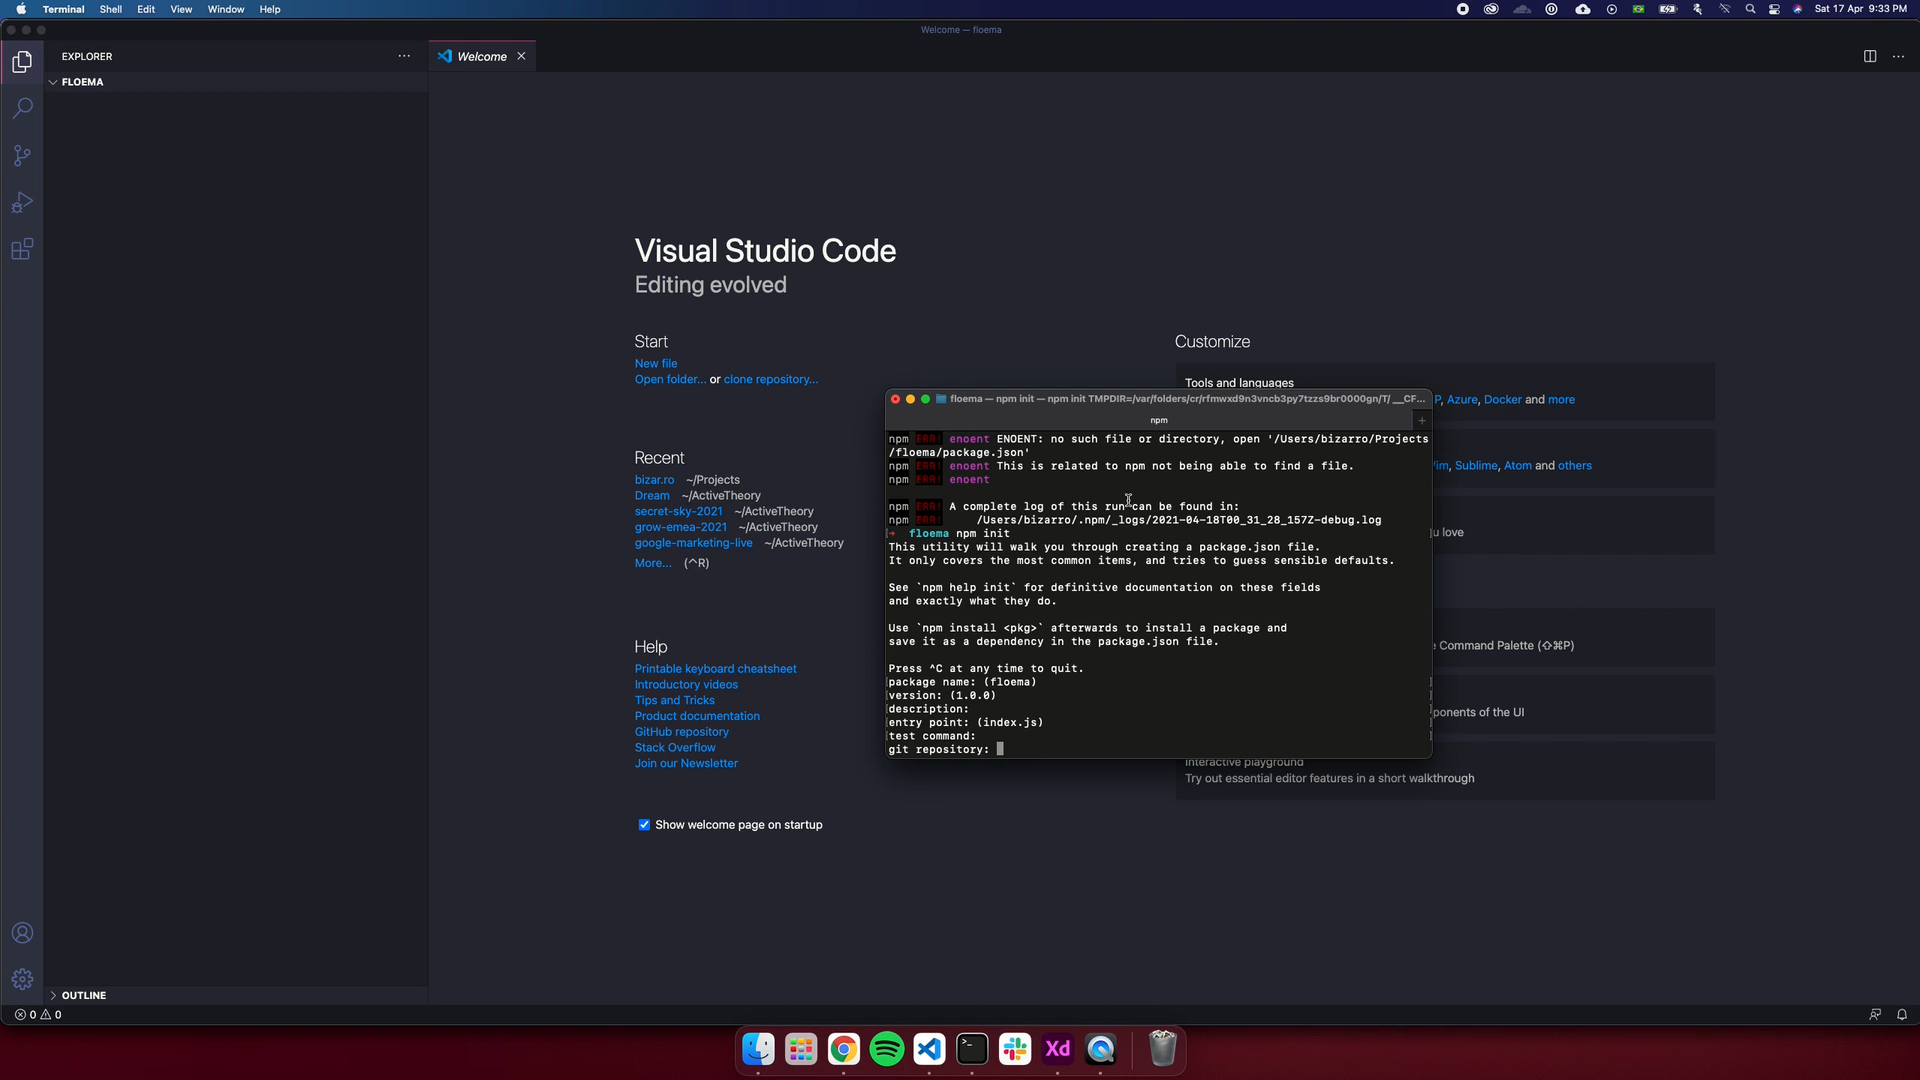 Terminal Shell Edit View Window Help
Sat 17 Apr 9:33 PM
Welcome — floema
EXPLORER
Welcome
FLOEMA
Visual Studio Code
Editing evolved
Start
New file
Open folder... or clone repository...
Recent
bizar.ro ~/Projects
Dream ~/ActiveTheory
secret-sky-2021 ~/ActiveTheory
grow-emea-2021 ~/ActiveTheory
google-marketing-live ~/ActiveTheory
More... (^R)
Help
Printable keyboard cheatsheet
Introductory videos
Tips and Tricks
Product documentation
GitHub repository
Stack Overflow
Join our Newsletter
Show welcome page on startup
Customize
Tools and languages
P, Azure, Docker and more
Vim, Sublime, Atom and others
u love
e Command Palette (⇧⌘P)
ponents of the UI
Interactive playground
Try out essential editor features in a short walkthrough
floema — npm init — npm init TMPDIR=/var/folders/cr/rfmwxd9n3vncb3py7tzzs9br0000gn/T/ __CF...
npm
npm ERR! enoent ENOENT: no such file or directory, open '/Users/bizarro/Projects
/floema/package.json'
npm ERR! enoent This is related to npm not being able to find a file.
npm ERR! enoent
npm ERR! A complete log of this run can be found in:
npm ERR!     /Users/bizarro/.npm/_logs/2021-04-18T00_31_28_157Z-debug.log
➜ floema npm init
This utility will walk you through creating a package.json file.
It only covers the most common items, and tries to guess sensible defaults.
See `npm help init` for definitive documentation on these fields
and exactly what they do.
Use `npm install <pkg>` afterwards to install a package and
save it as a dependency in the package.json file.
Press ^C at any time to quit.
package name: (floema)
version: (1.0.0)
description:
entry point: (index.js)
test command:
git repository:
OUTLINE
0 0
Xd